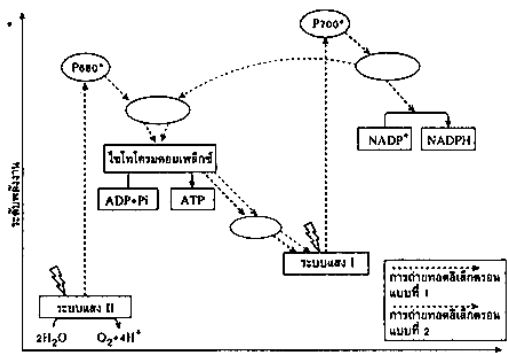 P700*
P680*
NADP+
NADPH
ไซโทโครมคอมเพล็กซ์
ADP+Pi
ATP
ระดับพลังงาน
ระบบแสง I
ระบบแสง II
2H₂O
O₂+4H+
การถ่ายทอดอิเล็กตรอน
แบบที่ 1
การถ่ายทอดอิเล็กตรอน
แบบที่ 2